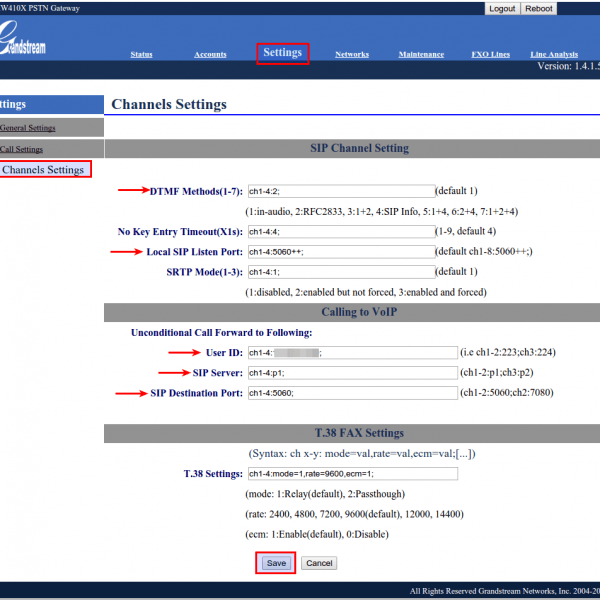 W410X PSTN Gateway
Logout Reboot
Grandstream
Status Accounts Settings Networks Maintenance FXO Lines Line Analysis
Version: 1.4.1.5
ttings
Channels Settings
General Settings
Call Settings
Channels Settings
SIP Channel Setting
DTMF Methods(1-7): ch1-4:2; (default 1)
(1:in-audio, 2:RFC2833, 3:1+2, 4:SIP Info, 5:1+4, 6:2+4, 7:1+2+4)
No Key Entry Timeout(X1s): ch1-4:4; (1-9, default 4)
Local SIP Listen Port: ch1-4:5060++; (default ch1-8:5060++;)
SRTP Mode(1-3): ch1-4:1; (default 1)
(1:disabled, 2:enabled but not forced, 3:enabled and forced)
Calling to VoIP
Unconditional Call Forward to Following:
User ID: ch1-4: ; (i.e ch1-2:223;ch3:224)
SIP Server: ch1-4:p1; (ch1-2:p1;ch3:p2)
SIP Destination Port: ch1-4:5060; (ch1-2:5060;ch2:7080)
T.38 FAX Settings
(Syntax: ch x-y: mode=val,rate=val,ecm=val;[...])
T.38 Settings: ch1-4:mode=1,rate=9600,ecm=1;
(mode: 1:Relay(default), 2:Passthough)
(rate: 2400, 4800, 7200, 9600(default), 12000, 14400)
(ecm: 1:Enable(default), 0:Disable)
Save Cancel
All Rights Reserved Grandstream Networks, Inc. 2004-20